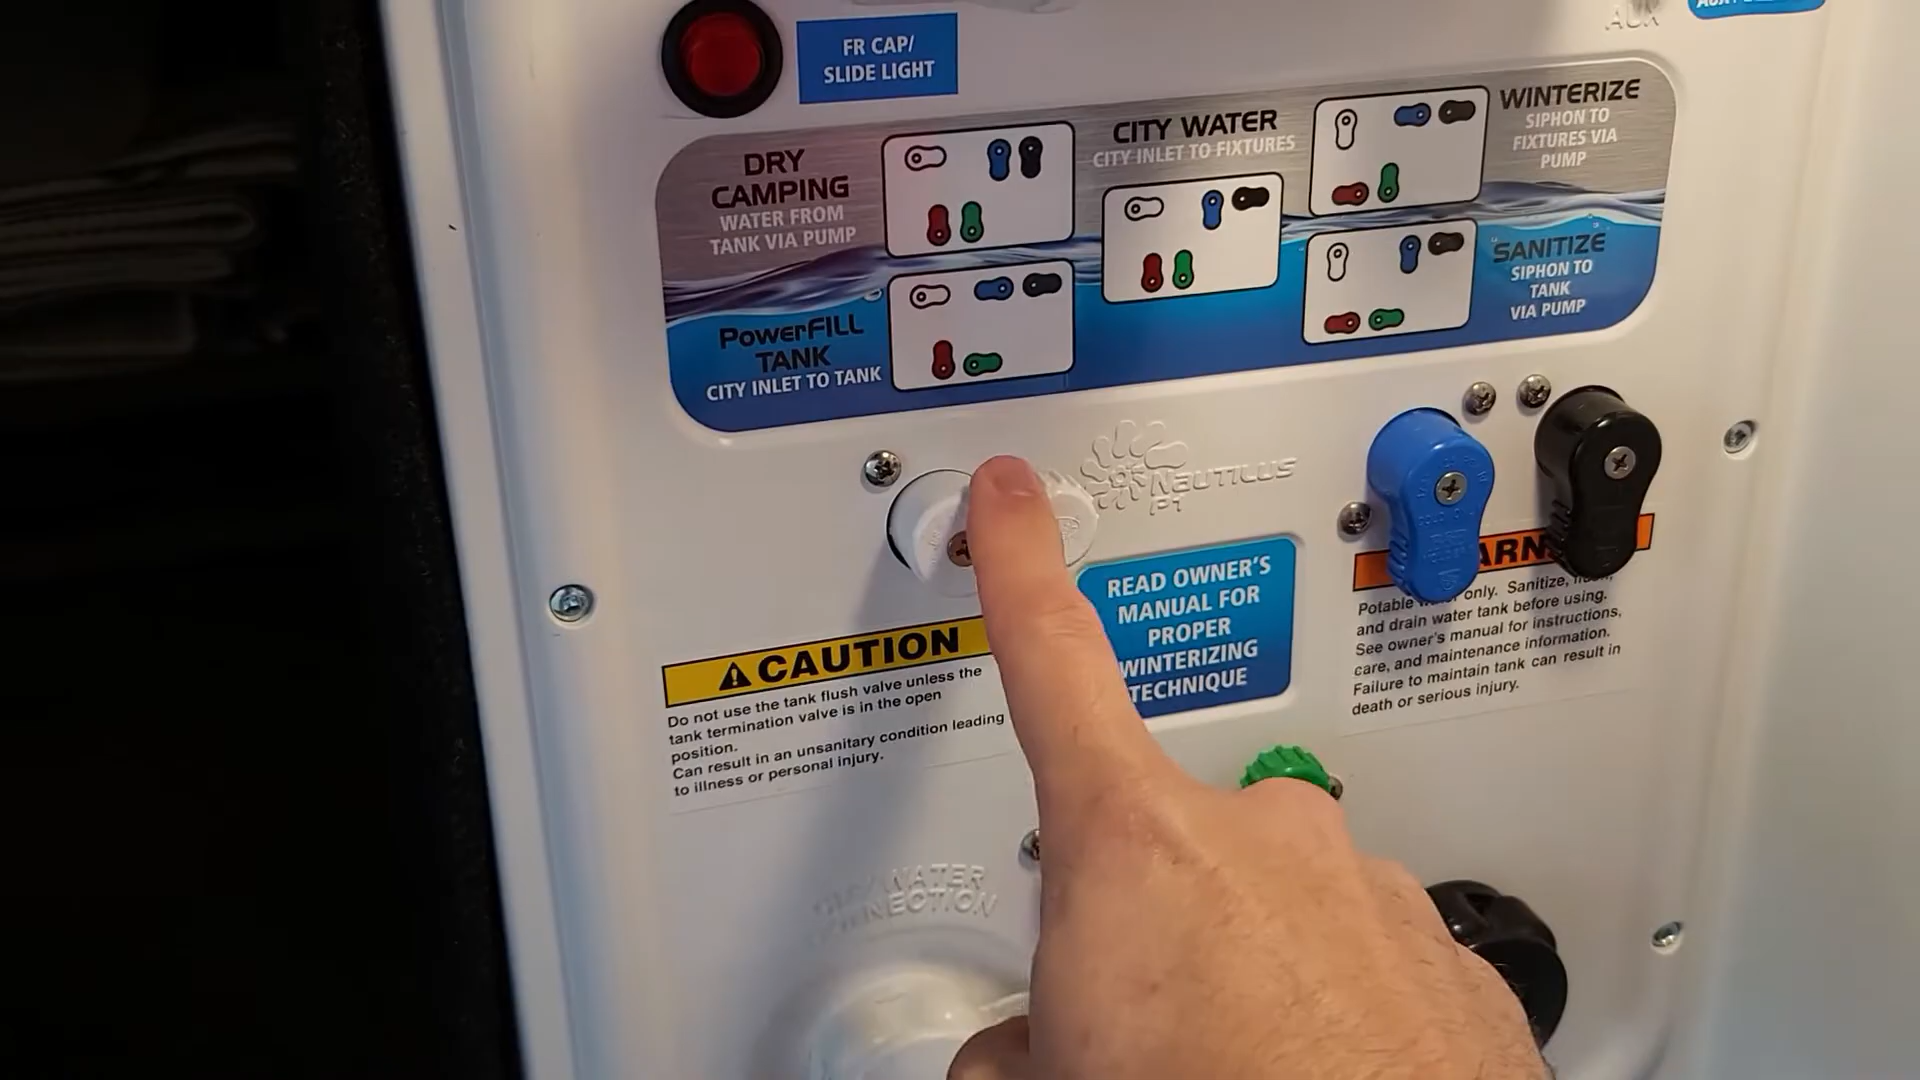 AUX
FR CAP/
SLIDE LIGHT
DRY
CAMPING
WATER FROM
TANK VIA PUMP
CITY WATER
CITY INLET TO FIXTURES
WINTERIZE
SIPHON TO
FIXTURES VIA
PUMP
PowerFILL
TANK
CITY INLET TO TANK
SANITIZE
SIPHON TO
TANK
VIA PUMP
NAUTILUS
P1
READ OWNER'S
MANUAL FOR
PROPER
WINTERIZING
TECHNIQUE
CAUTION
Do not use the tank flush valve unless the
tank termination valve is in the open
position.
Can result in an unsanitary condition leading
to illness or personal injury.
Potable only. Sanitize,
and drain water tank before using.
See owner's manual for instructions,
care, and maintenance information.
Failure to maintain tank can result in
death or serious injury.
WATER